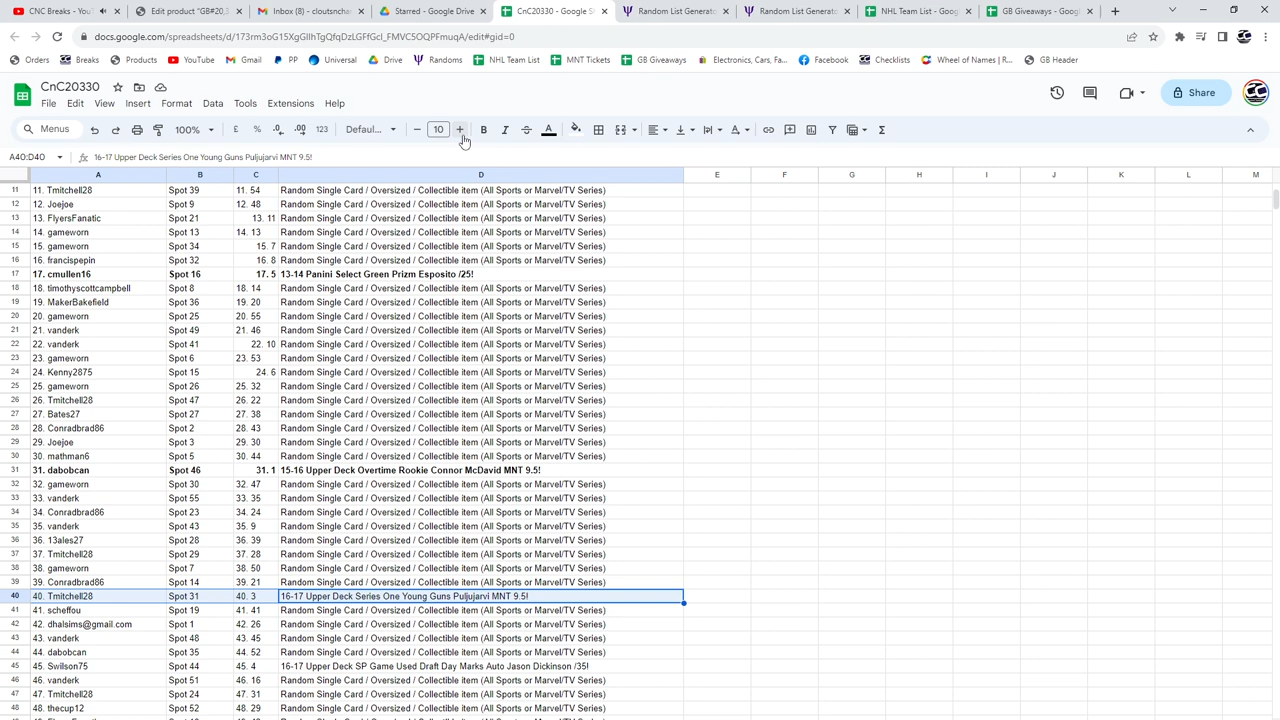 CNC Breaks - YouT
Edit product "GB#20,3
Inbox (8) - cloutsnchar
Starred - Google Drive
CnC20330 - Google Sh
Random List Generato
Random List Generato
NHL Team List - Goog
GB Giveaways - Googl
docs.google.com/spreadsheets/d/173rm3oG15XgGlIhTgQfqDzLGFfGcI_FMVC5OQPFmuqA/edit#gid=0
Orders Breaks Products YouTube Gmail PP Universal Drive Randoms NHL Team List MNT Tickets GB Giveaways Electronics, Cars, Fa... Facebook Checklists Wheel of Names | R... GB Header
CnC20330
File Edit View Insert Format Data Tools Extensions Help
Share
Menus 100% £ % .0 .00 123 Defaul... 10 B I A
A40:D40 fx 16-17 Upper Deck Series One Young Guns Puljujarvi MNT 9.5!
A B C D E F G H I J K L M
11 11. Tmitchell28 Spot 39 11. 54 Random Single Card / Oversized / Collectible item (All Sports or Marvel/TV Series)
12 12. Joejoe Spot 9 12. 48 Random Single Card / Oversized / Collectible item (All Sports or Marvel/TV Series)
13 13. FlyersFanatic Spot 21 13. 11 Random Single Card / Oversized / Collectible item (All Sports or Marvel/TV Series)
14 14. gameworn Spot 13 14. 13 Random Single Card / Oversized / Collectible item (All Sports or Marvel/TV Series)
15 15. gameworn Spot 34 15. 7 Random Single Card / Oversized / Collectible item (All Sports or Marvel/TV Series)
16 16. francispepin Spot 32 16. 8 Random Single Card / Oversized / Collectible item (All Sports or Marvel/TV Series)
17 17. cmullen16 Spot 16 17. 5 13-14 Panini Select Green Prizm Esposito /25!
18 18. timothyscottcampbell Spot 8 18. 14 Random Single Card / Oversized / Collectible item (All Sports or Marvel/TV Series)
19 19. MakerBakefield Spot 36 19. 20 Random Single Card / Oversized / Collectible item (All Sports or Marvel/TV Series)
20 20. gameworn Spot 25 20. 55 Random Single Card / Oversized / Collectible item (All Sports or Marvel/TV Series)
21 21. vanderk Spot 49 21. 46 Random Single Card / Oversized / Collectible item (All Sports or Marvel/TV Series)
22 22. vanderk Spot 41 22. 10 Random Single Card / Oversized / Collectible item (All Sports or Marvel/TV Series)
23 23. gameworn Spot 6 23. 53 Random Single Card / Oversized / Collectible item (All Sports or Marvel/TV Series)
24 24. Kenny2875 Spot 15 24. 6 Random Single Card / Oversized / Collectible item (All Sports or Marvel/TV Series)
25 25. gameworn Spot 26 25. 32 Random Single Card / Oversized / Collectible item (All Sports or Marvel/TV Series)
26 26. Tmitchell28 Spot 47 26. 22 Random Single Card / Oversized / Collectible item (All Sports or Marvel/TV Series)
27 27. Bates27 Spot 27 27. 38 Random Single Card / Oversized / Collectible item (All Sports or Marvel/TV Series)
28 28. Conradbrad86 Spot 2 28. 43 Random Single Card / Oversized / Collectible item (All Sports or Marvel/TV Series)
29 29. Joejoe Spot 3 29. 30 Random Single Card / Oversized / Collectible item (All Sports or Marvel/TV Series)
30 30. mathman6 Spot 5 30. 44 Random Single Card / Oversized / Collectible item (All Sports or Marvel/TV Series)
31 31. dabobcan Spot 46 31. 1 15-16 Upper Deck Overtime Rookie Connor McDavid MNT 9.5!
32 32. gameworn Spot 30 32. 47 Random Single Card / Oversized / Collectible item (All Sports or Marvel/TV Series)
33 33. vanderk Spot 55 33. 35 Random Single Card / Oversized / Collectible item (All Sports or Marvel/TV Series)
34 34. Conradbrad86 Spot 23 34. 24 Random Single Card / Oversized / Collectible item (All Sports or Marvel/TV Series)
35 35. vanderk Spot 43 35. 9 Random Single Card / Oversized / Collectible item (All Sports or Marvel/TV Series)
36 36. 13ales27 Spot 28 36. 39 Random Single Card / Oversized / Collectible item (All Sports or Marvel/TV Series)
37 37. Tmitchell28 Spot 29 37. 28 Random Single Card / Oversized / Collectible item (All Sports or Marvel/TV Series)
38 38. gameworn Spot 7 38. 50 Random Single Card / Oversized / Collectible item (All Sports or Marvel/TV Series)
39 39. Conradbrad86 Spot 14 39. 21 Random Single Card / Oversized / Collectible item (All Sports or Marvel/TV Series)
40 40. Tmitchell28 Spot 31 40. 3 16-17 Upper Deck Series One Young Guns Puljujarvi MNT 9.5!
41 41. scheffou Spot 19 41. 41 Random Single Card / Oversized / Collectible item (All Sports or Marvel/TV Series)
42 42. dhalsims@gmail.com Spot 1 42. 26 Random Single Card / Oversized / Collectible item (All Sports or Marvel/TV Series)
43 43. vanderk Spot 48 43. 45 Random Single Card / Oversized / Collectible item (All Sports or Marvel/TV Series)
44 44. dabobcan Spot 35 44. 52 Random Single Card / Oversized / Collectible item (All Sports or Marvel/TV Series)
45 45. Swilson75 Spot 44 45. 4 16-17 Upper Deck SP Game Used Draft Day Marks Auto Jason Dickinson /35!
46 46. vanderk Spot 51 46. 16 Random Single Card / Oversized / Collectible item (All Sports or Marvel/TV Series)
47 47. Tmitchell28 Spot 24 47. 31 Random Single Card / Oversized / Collectible item (All Sports or Marvel/TV Series)
48 48. thecup12 Spot 52 48. 29 Random Single Card / Oversized / Collectible item (All Sports or Marvel/TV Series)